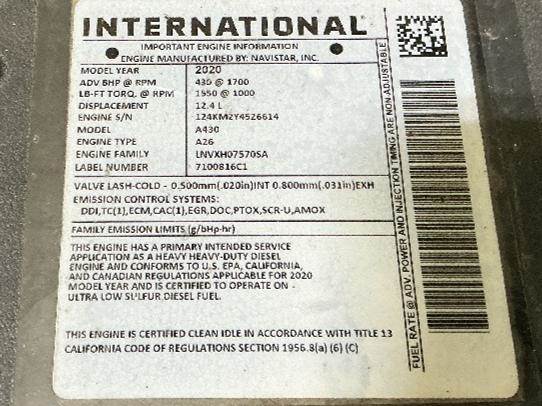 INTERNATIONAL
IMPORTANT ENGINE INFORMATION
ENGINE MANUFACTURED BY: NAVISTAR, INC.
MODEL YEAR 2020
ADV BHP @ RPM 430 @ 1700
LB-FT TORQ. @ RPM 1550 @ 1000
DISPLACEMENT 12.4 L
ENGINE S/N 124KM2Y4526614
MODEL A430
ENGINE TYPE A26
ENGINE FAMILY LNVXH07570SA
LABEL NUMBER 7100816C1
VALVE LASH-COLD - 0.500mm(.020in)INT 0.800mm(.031in)EXH
EMISSION CONTROL SYSTEMS:
DDI,TC(1),ECM,CAC(1),EGR,DOC,PTOX,SCR-U,AMOX
FAMILY EMISSION LIMITS (g/bHp-hr)
THIS ENGINE HAS A PRIMARY INTENDED SERVICE
APPLICATION AS A HEAVY HEAVY-DUTY DIESEL
ENGINE AND CONFORMS TO U.S. EPA, CALIFORNIA,
AND CANADIAN REGULATIONS APPLICABLE FOR 2020
MODEL YEAR AND IS CERTIFIED TO OPERATE ON
ULTRA LOW SULFUR DIESEL FUEL.
THIS ENGINE IS CERTIFIED CLEAN IDLE IN ACCORDANCE WITH TITLE 13
CALIFORNIA CODE OF REGULATIONS SECTION 1956.8(a) (6) (C)
FUEL RATE @ ADV. POWER AND INJECTION TIMING ARE NON-ADJUSTABLE